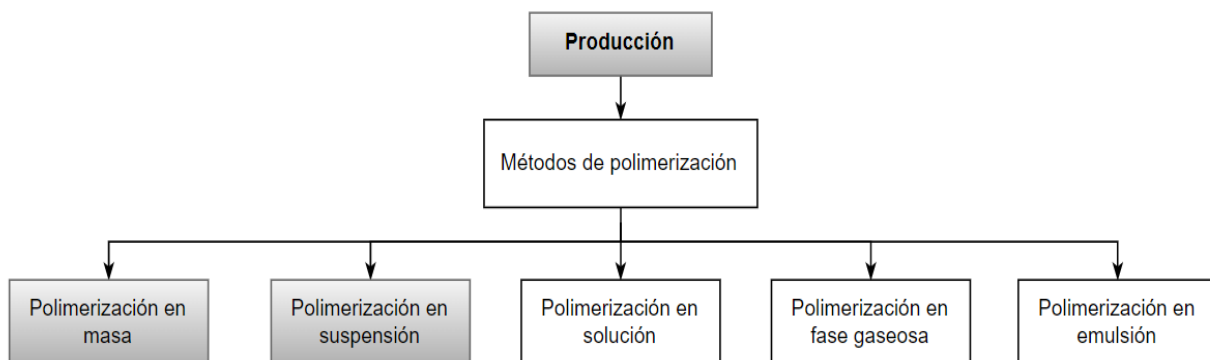 Producción
Métodos de polimerización
Polimerización en
masa
Polimerización en
suspensión
Polimerización en
solución
Polimerización en
fase gaseosa
Polimerización en
emulsión